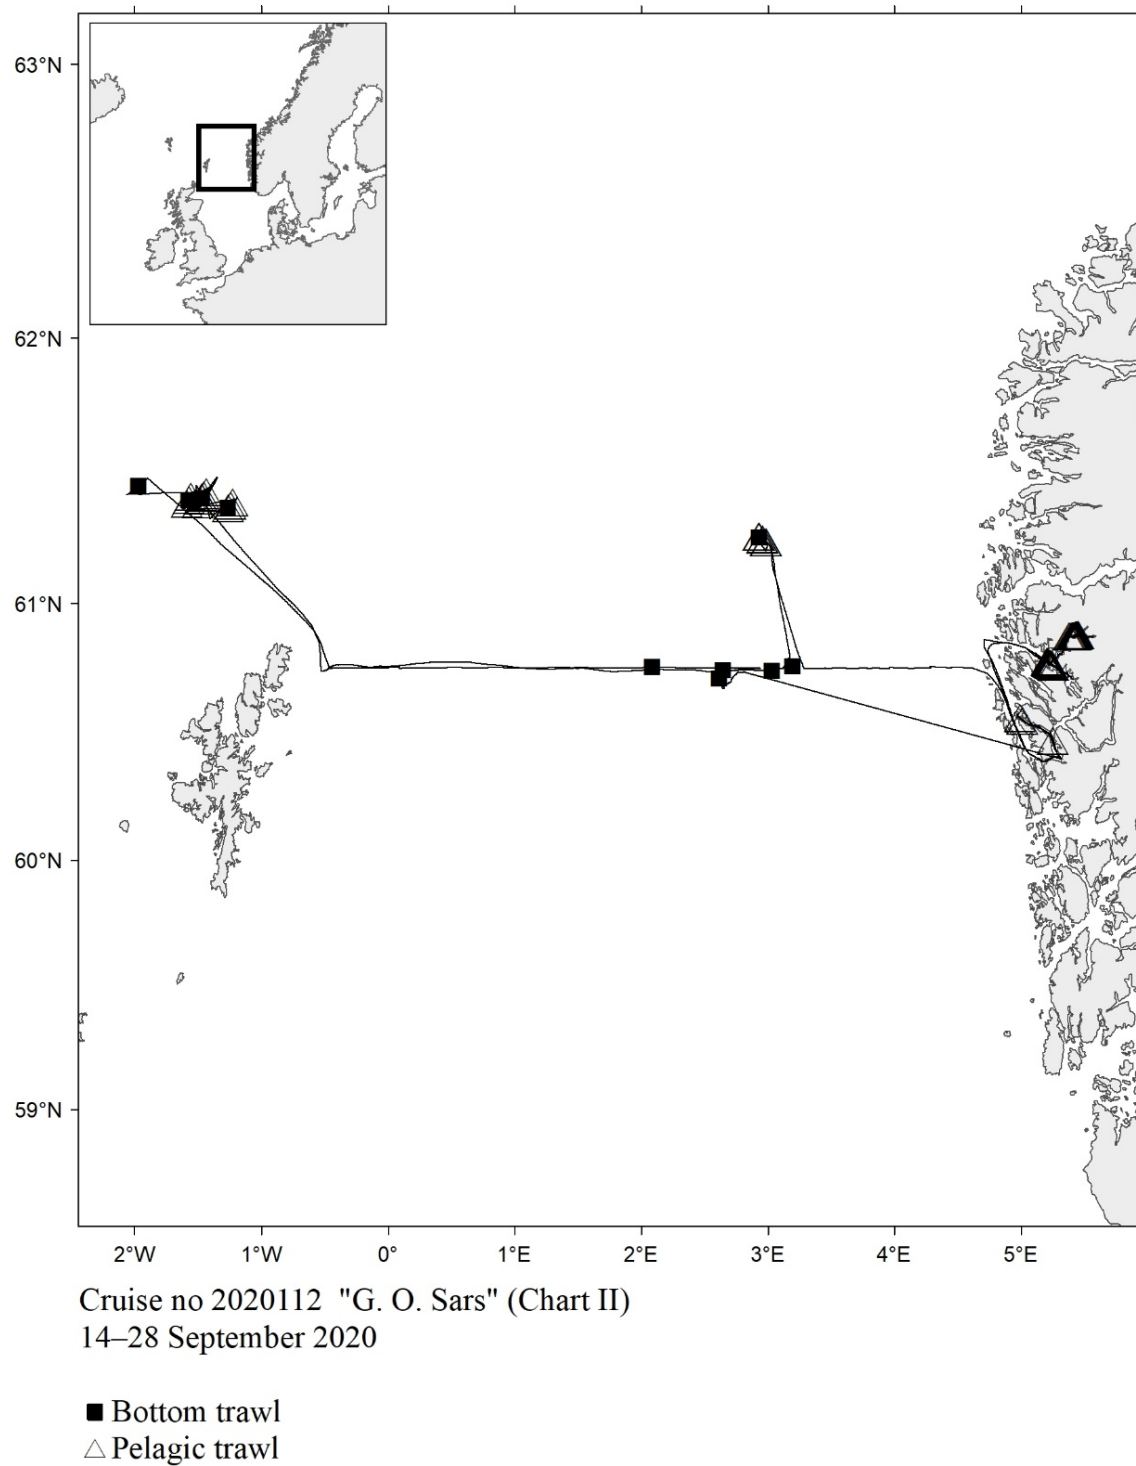 63°N
62°N
61°N
60°N
59°N
2°W 1°W 0° 1°E 2°E 3°E 4°E 5°E
Cruise no 2020112 "G. O. Sars" (Chart II)
14–28 September 2020
Bottom trawl
Pelagic trawl